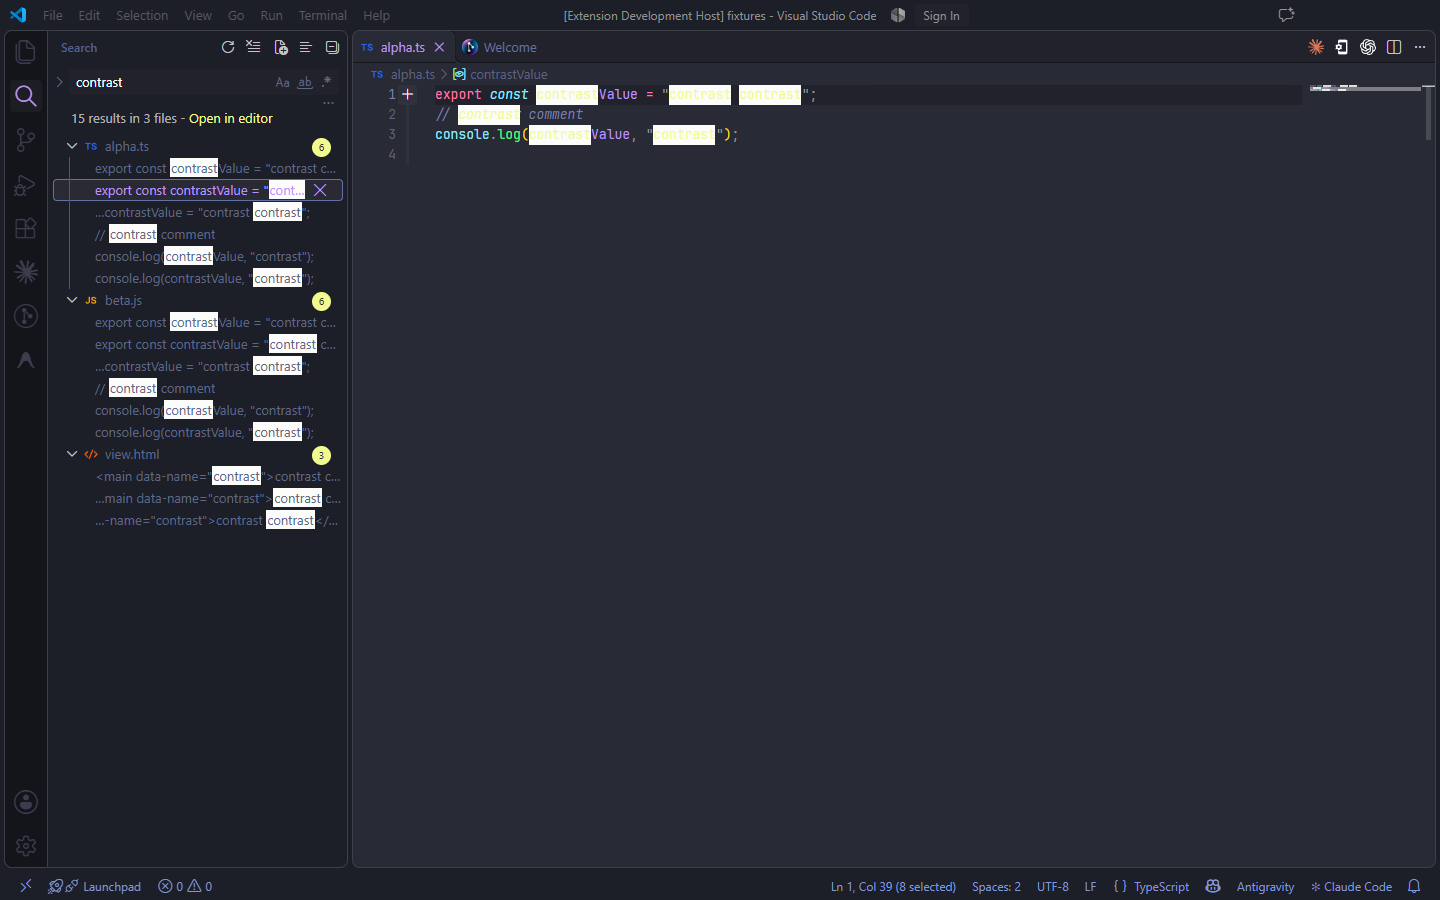 File Edit Selection View Go Run Terminal Help
[Extension Development Host] fixtures - Visual Studio Code
Sign In
Search
contrast
Aa ab .*
15 results in 3 files - Open in editor
TS alpha.ts 6
export const contrastValue = "contrast c...
export const contrastValue = "cont...
...contrastValue = "contrast contrast";
// contrast comment
console.log(contrastValue, "contrast");
console.log(contrastValue, "contrast");
JS beta.js 6
export const contrastValue = "contrast c...
export const contrastValue = "contrast c...
...contrastValue = "contrast contrast";
// contrast comment
console.log(contrastValue, "contrast");
console.log(contrastValue, "contrast");
</> view.html 3
<main data-name="contrast">contrast c...
...main data-name="contrast">contrast c...
...-name="contrast">contrast contrast</...
TS alpha.ts
Welcome
TS alpha.ts > contrastValue
1 export const contrastValue = "contrast contrast";
2 // contrast comment
3 console.log(contrastValue, "contrast");
4
Launchpad 0 0
Ln 1, Col 39 (8 selected) Spaces: 2 UTF-8 LF { } TypeScript Antigravity ✻ Claude Code